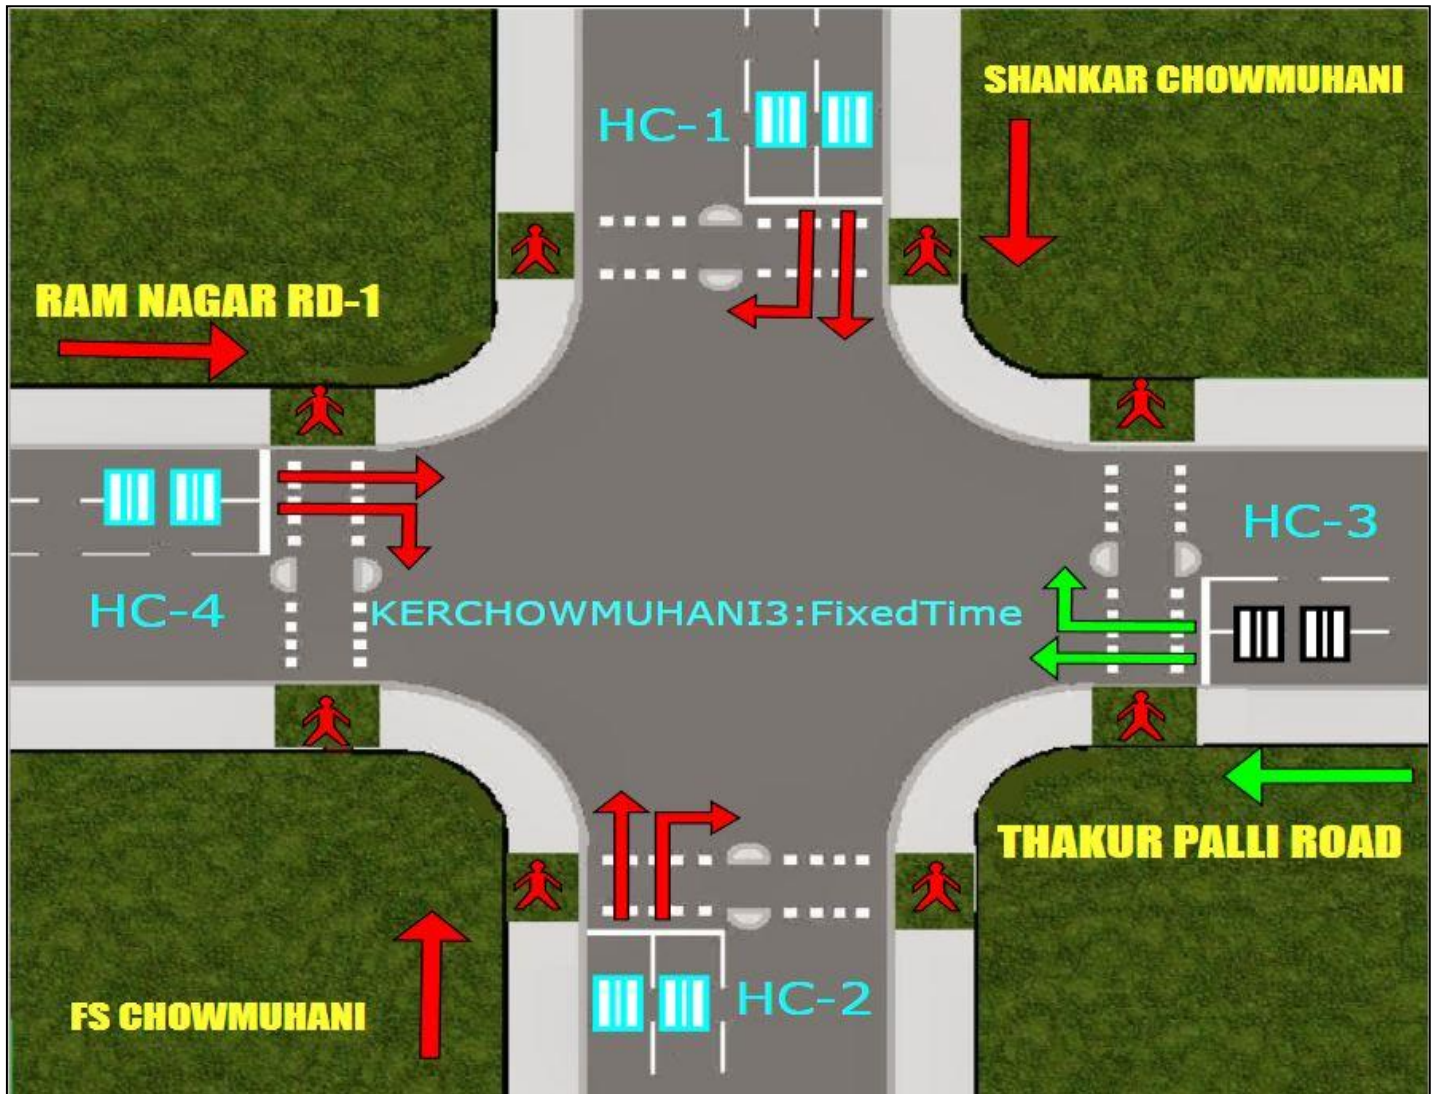 SHANKAR CHOWMUHANI
HC-1
RAM NAGAR RD-1
HC-3
HC-4
KERCHOWMUHANI3:FixedTime
THAKUR PALLI ROAD
FS CHOWMUHANI
HC-2